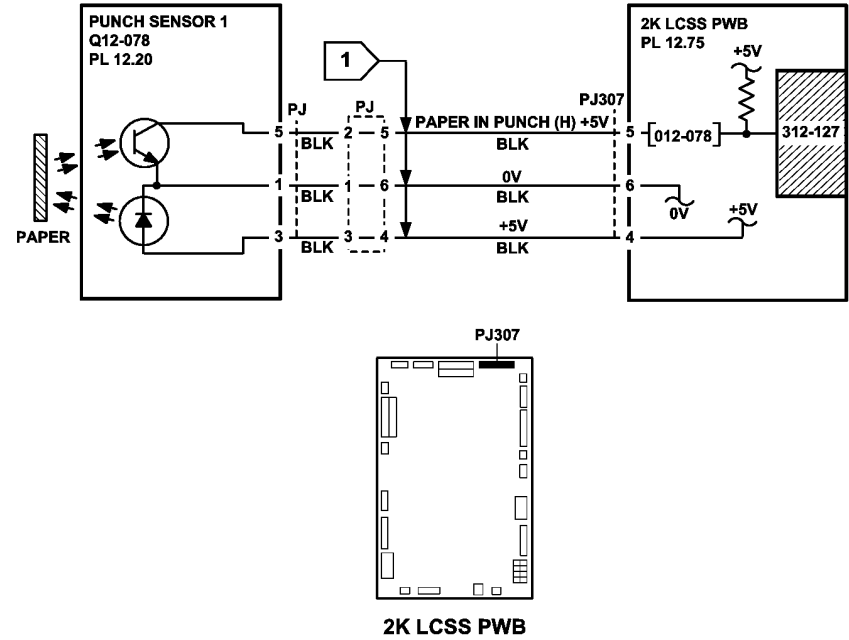 PUNCH SENSOR 1
Q12-078
PL 12.20
2K LCSS PWB
PL 12.75
+5V
1
PJ
PJ
PJ307
5
BLK
2
5
PAPER IN PUNCH (H) +5V
BLK
5
012-078
312-127
1
BLK
1
6
0V
BLK
6
0V
+5V
PAPER
3
BLK
3
4
+5V
BLK
4
PJ307
2K LCSS PWB